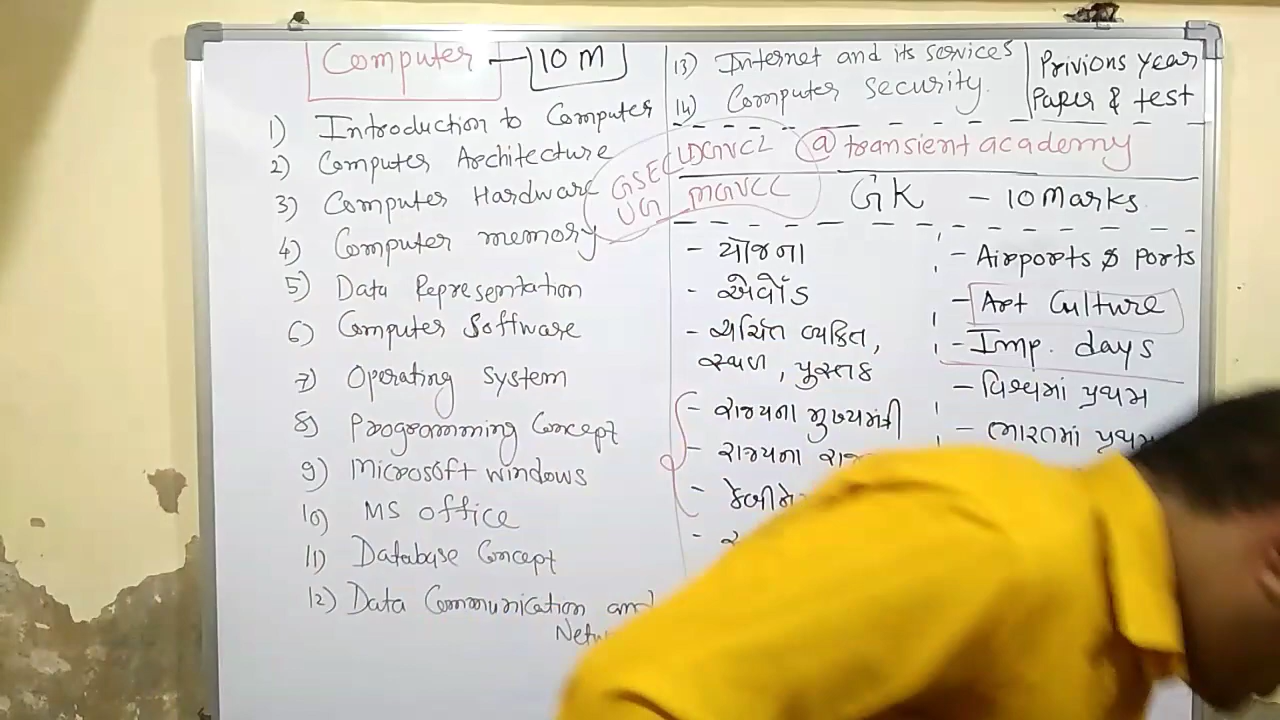 Computer - 10 M
1) Introduction to Computer
2) Computer Architecture
3) Computer Hardware
4) Computer memory
5) Data Representation
6) Computer Software
7) Operating System
8) Programming Concept
9) Microsoft windows
10) MS office
11) Database Concept
12) Data Communication and
13) Internet and its services
14) Computer security.
Privions year
Paper & test
GSEC UGVCL
UG MGVCL
@transient academy
GK - 10 Marks
- યોજના
- એવોર્ડ
- ચર્ચિત વ્યકિત,
સ્થળ, પુસ્તક
- રાજ્યના મુખ્યમંત્રી
- રાજ્યના
- Airports & Ports
- Art Culture
- Imp. days
- વિશ્વમાં પ્રથમ
- ભારતમાં પ્રથમ